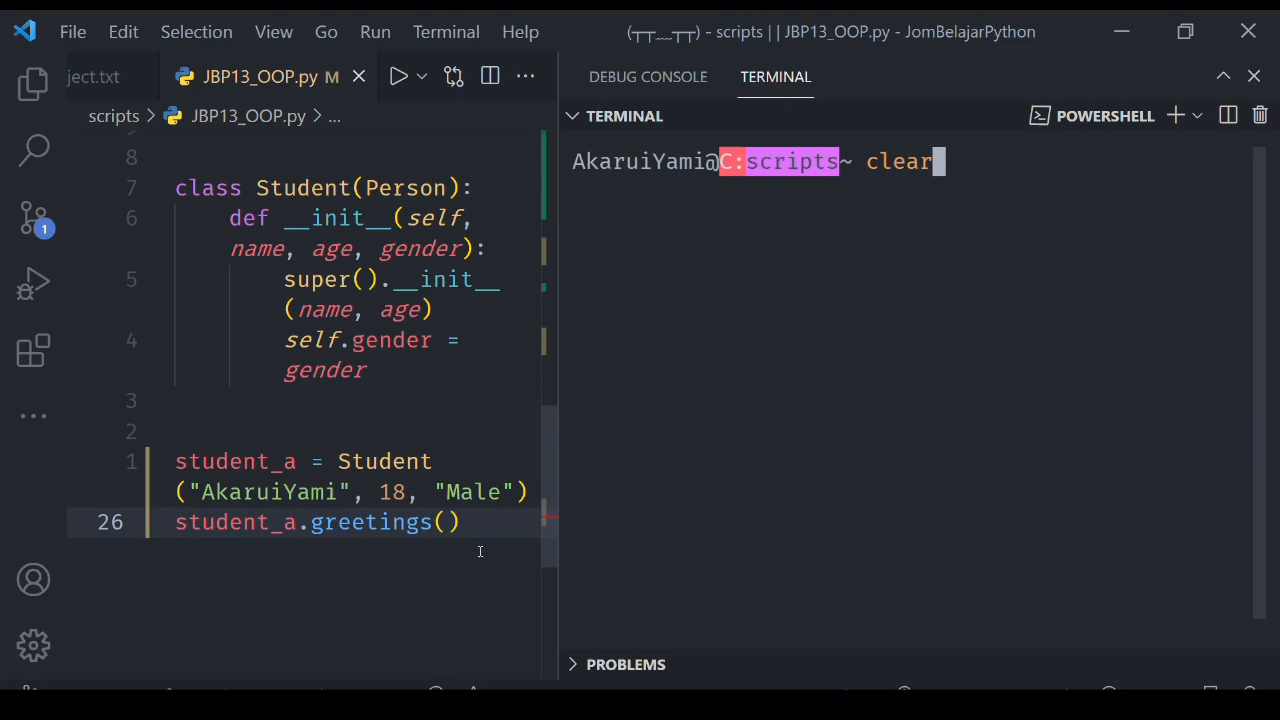 File Edit Selection View Go Run Terminal Help
(┬┬﹏┬┬) - scripts || JBP13_OOP.py - JomBelajarPython
ject.txt JBP13_OOP.py M
scripts > JBP13_OOP.py > ...
8
7 class Student(Person):
6 def __init__(self,
name, age, gender):
5 super().__init__
(name, age)
4 self.gender =
gender
3
2
1 student_a = Student
("AkaruiYami", 18, "Male")
26 student_a.greetings()
1
DEBUG CONSOLE TERMINAL
TERMINAL POWERSHELL
AkaruiYami@C:scripts~ clear
PROBLEMS